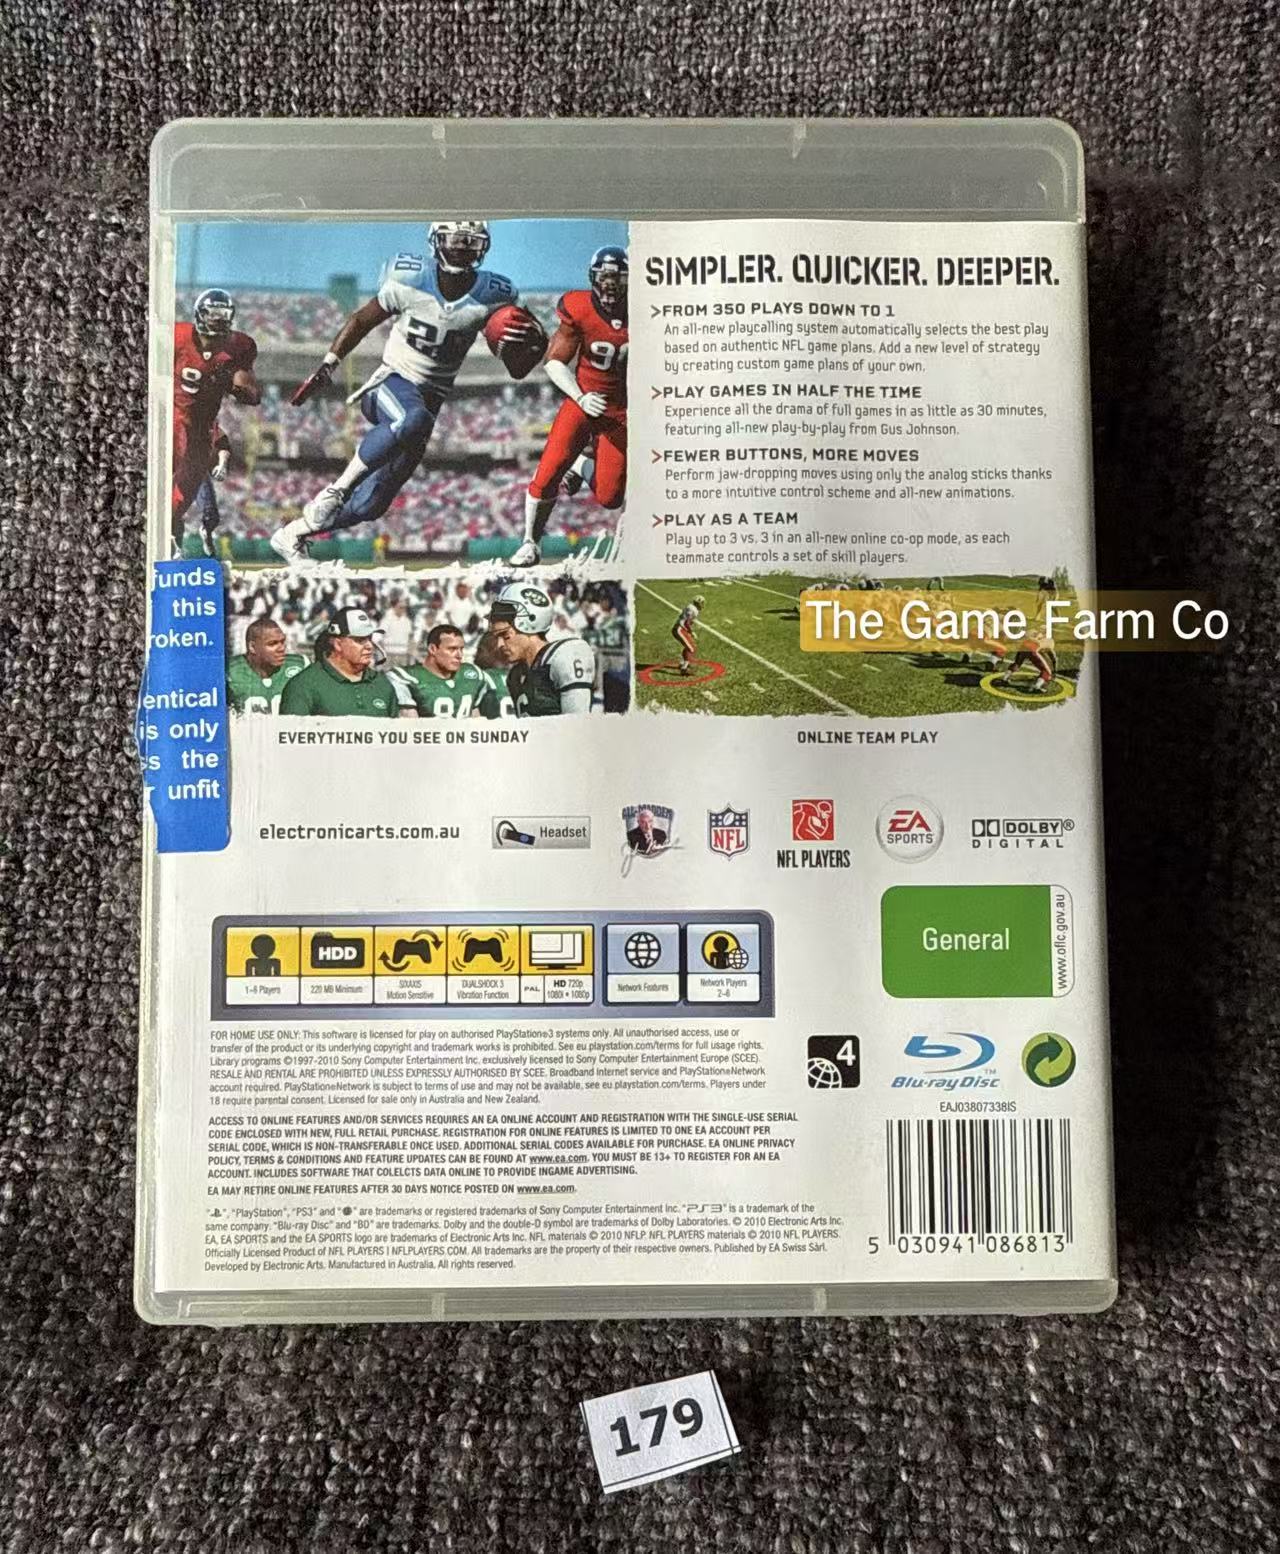 28
28
9
91
SIMPLER. QUICKER. DEEPER.
>FROM 350 PLAYS DOWN TO 1
An all-new playcalling system automatically selects the best play
based on authentic NFL game plans. Add a new level of strategy
by creating custom game plans of your own.
>PLAY GAMES IN HALF THE TIME
Experience all the drama of full games in as little as 30 minutes,
featuring all-new play-by-play from Gus Johnson.
>FEWER BUTTONS, MORE MOVES
Perform jaw-dropping moves using only the analog sticks thanks
to a more intuitive control scheme and all-new animations.
>PLAY AS A TEAM
Play up to 3 vs. 3 in an all-new online co-op mode, as each
teammate controls a set of skill players.
unds
this
roken.
entical
is only
s the
r unfit
84
6
The Game Farm Co
EVERYTHING YOU SEE ON SUNDAY
ONLINE TEAM PLAY
electronicarts.com.au
Headset
ALL-MADDEN
NFL
NFL PLAYERS
EA
SPORTS
DOLBY®
DIGITAL
General
www.oflc.gov.au
1-6 Players
HDD
220 MB Minimum
SIXAXIS
Motion Sensitive
DUALSHOCK 3
Vibration Function
PAL
HD 720p
1080i • 1080p
Network Features
Network Players
2-6
FOR HOME USE ONLY: This software is licensed for play on authorised PlayStation®3 systems only. All unauthorised access, use or
transfer of the product or its underlying copyright and trademark works is prohibited. See eu.playstation.com/terms for full usage rights.
Library programs ©1997-2010 Sony Computer Entertainment Inc. exclusively licensed to Sony Computer Entertainment Europe (SCEE).
RESALE AND RENTAL ARE PROHIBITED UNLESS EXPRESSLY AUTHORISED BY SCEE. Broadband Internet service and PlayStation®Network
account required. PlayStation®Network is subject to terms of use and may not be available, see eu.playstation.com/terms. Players under
18 require parental consent. Licensed for sale only in Australia and New Zealand.
ACCESS TO ONLINE FEATURES AND/OR SERVICES REQUIRES AN EA ONLINE ACCOUNT AND REGISTRATION WITH THE SINGLE-USE SERIAL
CODE ENCLOSED WITH NEW, FULL RETAIL PURCHASE. REGISTRATION FOR ONLINE FEATURES IS LIMITED TO ONE EA ACCOUNT PER
SERIAL CODE, WHICH IS NON-TRANSFERABLE ONCE USED. ADDITIONAL SERIAL CODES AVAILABLE FOR PURCHASE. EA ONLINE PRIVACY
POLICY, TERMS & CONDITIONS AND FEATURE UPDATES CAN BE FOUND AT www.ea.com. YOU MUST BE 13+ TO REGISTER FOR AN EA
ACCOUNT. INCLUDES SOFTWARE THAT COLELCTS DATA ONLINE TO PROVIDE INGAME ADVERTISING.
EA MAY RETIRE ONLINE FEATURES AFTER 30 DAYS NOTICE POSTED ON www.ea.com.
4
Blu-ray Disc™
EAJ03807338IS
"", "PlayStation", "PS3" and "" are trademarks or registered trademarks of Sony Computer Entertainment Inc. "PS3" is a trademark of the
same company. "Blu-ray Disc" and "BD" are trademarks. Dolby and the double-D symbol are trademarks of Dolby Laboratories. © 2010 Electronic Arts Inc.
EA, EA SPORTS and the EA SPORTS logo are trademarks of Electronic Arts Inc. NFL materials © 2010 NFLP. NFL PLAYERS materials © 2010 NFL PLAYERS.
Officially Licensed Product of NFL PLAYERS | NFLPLAYERS.COM. All trademarks are the property of their respective owners. Published by EA Swiss Sàrl.
Developed by Electronic Arts. Manufactured in Australia. All rights reserved.
5 030941 086813
179